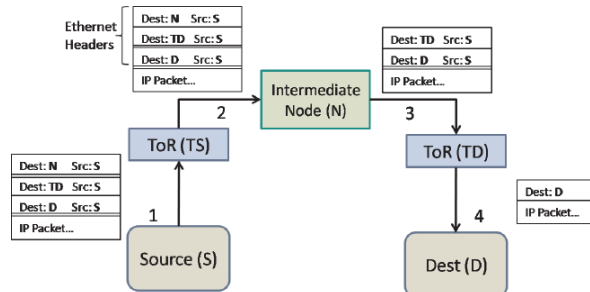 Ethernet
Headers
Dest: N Src: S
Dest: TD Src: S
Dest: D Src: S
IP Packet...
Dest: TD Src: S
Dest: D Src: S
IP Packet...
Intermediate
Node (N)
2
3
ToR (TS)
ToR (TD)
Dest: N Src: S
Dest: TD Src: S
Dest: D Src: S
IP Packet...
1
Dest: D
IP Packet...
4
Source (S)
Dest (D)